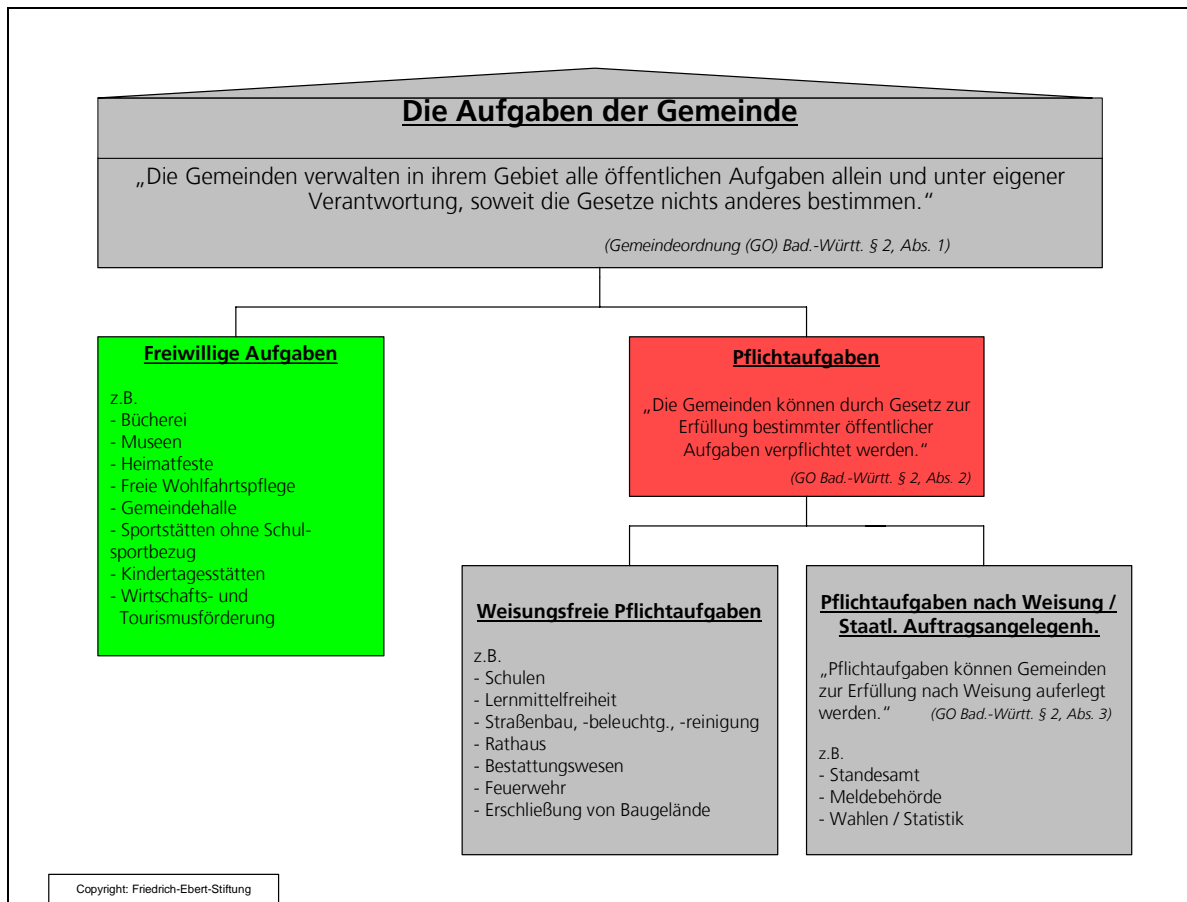 Die Aufgaben der Gemeinde
„Die Gemeinden verwalten in ihrem Gebiet alle öffentlichen Aufgaben allein und unter eigener
Verantwortung, soweit die Gesetze nichts anderes bestimmen.“
(Gemeindeordnung (GO) Bad.-Württ. § 2, Abs. 1)
Freiwillige Aufgaben
z.B.
- Bücherei
- Museen
- Heimatfeste
- Freie Wohlfahrtspflege
- Gemeindehalle
- Sportstätten ohne Schul-
sportbezug
- Kindertagesstätten
- Wirtschafts- und
Tourismusförderung
Pflichtaufgaben
„Die Gemeinden können durch Gesetz zur
Erfüllung bestimmter öffentlicher
Aufgaben verpflichtet werden.“
(GO Bad.-Württ. § 2, Abs. 2)
Weisungsfreie Pflichtaufgaben
z.B.
- Schulen
- Lernmittelfreiheit
- Straßenbau, -beleuchtg., -reinigung
- Rathaus
- Bestattungswesen
- Feuerwehr
- Erschließung von Baugelände
Pflichtaufgaben nach Weisung /
Staatl. Auftragsangelegenh.
„Pflichtaufgaben können Gemeinden
zur Erfüllung nach Weisung auferlegt
werden.“ (GO Bad.-Württ. § 2, Abs. 3)
z.B.
- Standesamt
- Meldebehörde
- Wahlen / Statistik
Copyright: Friedrich-Ebert-Stiftung